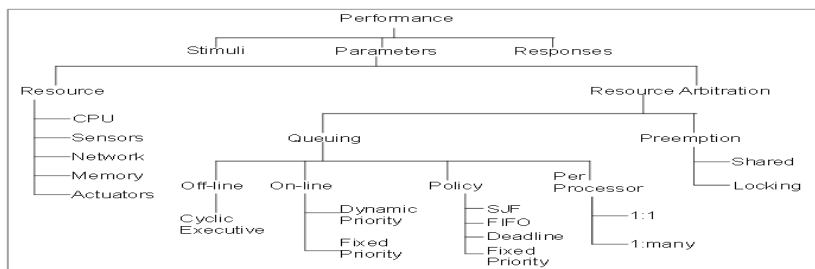 Performance
Stimuli Parameters Responses
Resource Resource Arbitration
CPU
Sensors
Network
Memory
Actuators
Queuing Preemption
Shared
Locking
Off-line On-line Policy Per
Processor
Cyclic
Executive
Dynamic
Priority
Fixed
Priority
SJF
FIFO
Deadline
Fixed
Priority
1:1
1:many